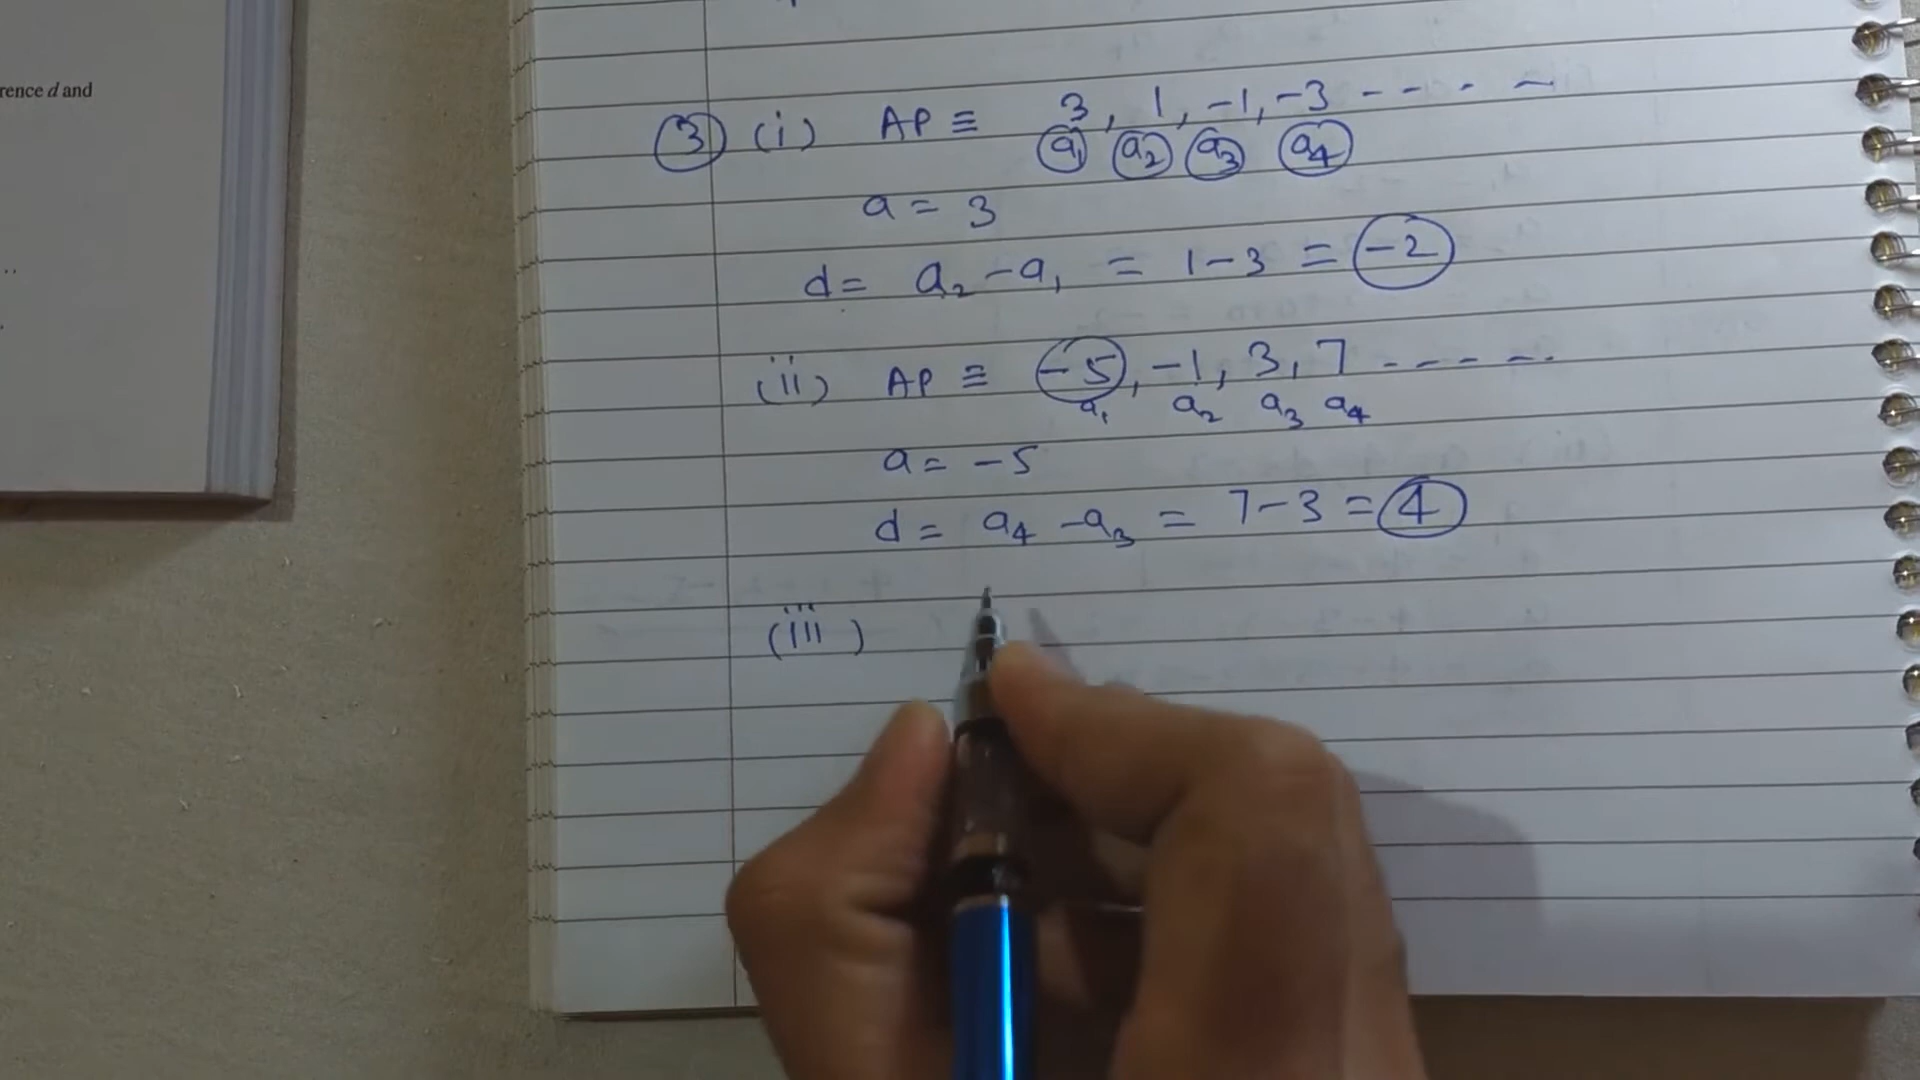 rence d and
..
.
3 (i) AP ≡ 3, 1, -1, -3 - - - -
a₁ a₂ a₃ a₄
a = 3
d = a₂ - a₁ = 1 - 3 = -2
(ii) AP ≡ -5, -1, 3, 7 - - - - -
a₁ a₂ a₃ a₄
a = -5
d = a₄ - a₃ = 7 - 3 = 4
(iii)